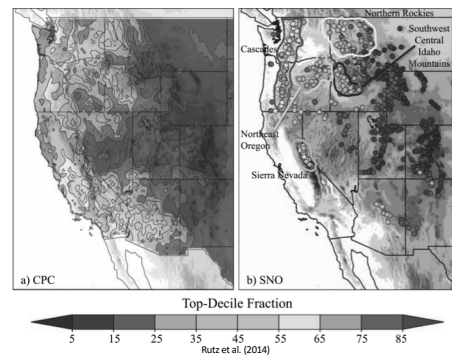 Northern Rockies
Southwest
Central
Idaho
Mountains
Cascades
Northeast
Oregon
Sierra Nevada
a) CPC
b) SNO
Top-Decile Fraction
5 15 25 35 45 55 65 75 85
Rutz et al. (2014)